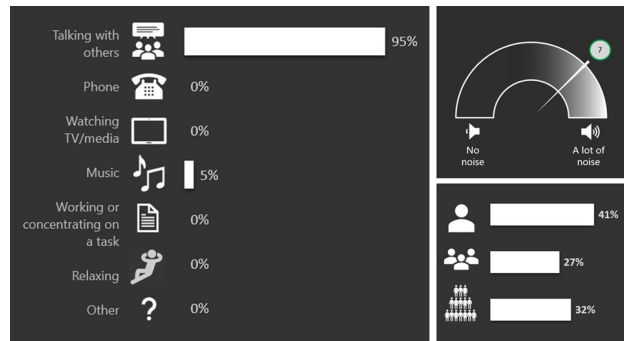 Talking with
others
95%
Phone
0%
Watching
TV/media
0%
Music
5%
Working or
concentrating on
a task
0%
Relaxing
0%
Other
?
0%
7
No
noise
A lot of
noise
41%
27%
32%